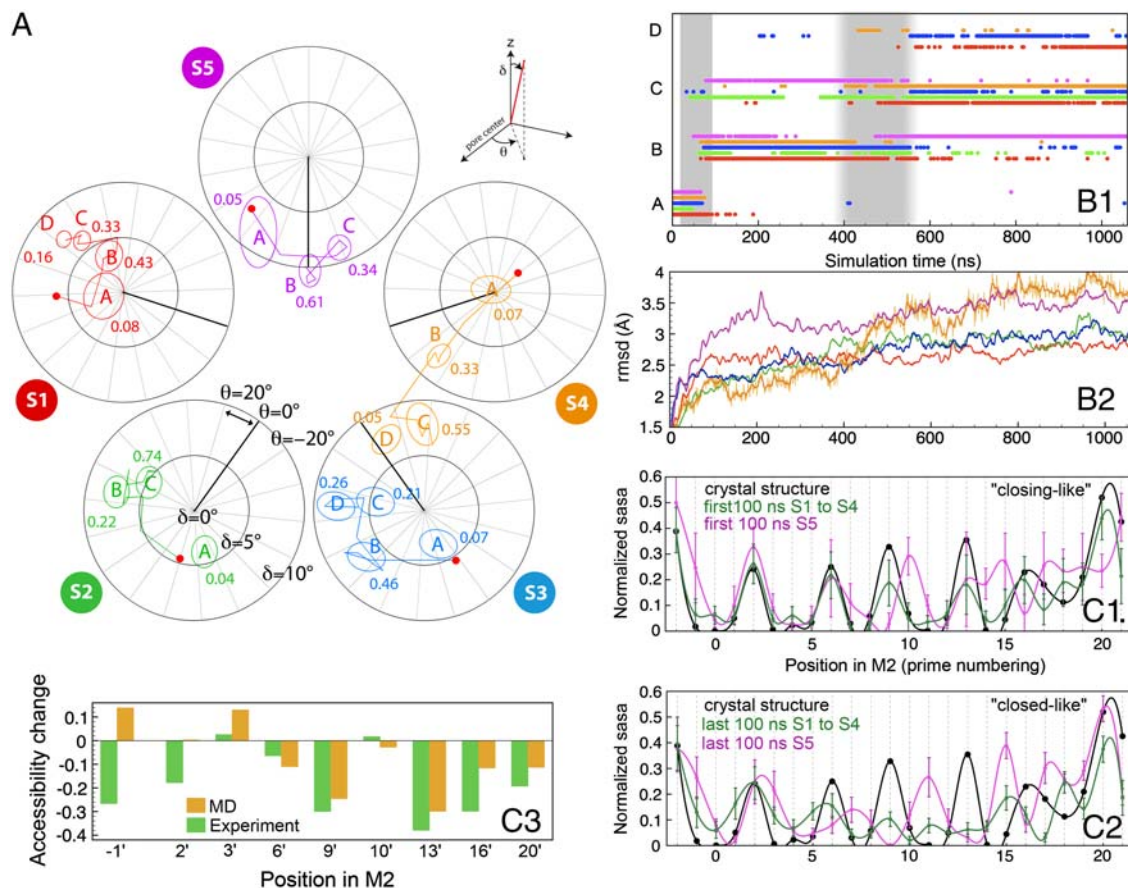 A
S5
z
δ
pore center
θ
0.05
A
C
B
0.34
0.61
D
C
0.33
0.16
B
0.43
A
0.08
S1
A
0.07
B
0.33
S4
0.05
C
D
0.55
θ=20°
θ=0°
θ=−20°
0.74
B
C
0.22
δ=0°
A
δ=5°
0.04
δ=10°
S2
0.26
0.21
D
C
A
0.07
B
0.46
S3
D
C
B
A
B1
0 200 400 600 800 1000
Simulation time (ns)
4
3.5
3
2.5
2
1.5
rmsd (Å)
B2
0 200 400 600 800 1000
0.6
0.5
0.4
0.3
0.2
0.1
0
Normalized sasa
crystal structure
first100 ns S1 to S4
first 100 ns S5
"closing-like"
C1.
0 5 10 15 20
Position in M2 (prime numbering)
0.6
0.5
0.4
0.3
0.2
0.1
0
Normalized sasa
crystal structure
last 100 ns S1 to S4
last 100 ns S5
"closed-like"
C2
0 5 10 15 20
Accessibility change
0.1
0
-0.1
-0.2
-0.3
-0.4
MD
Experiment
C3
-1' 2' 3' 6' 9' 10' 13' 16' 20'
Position in M2